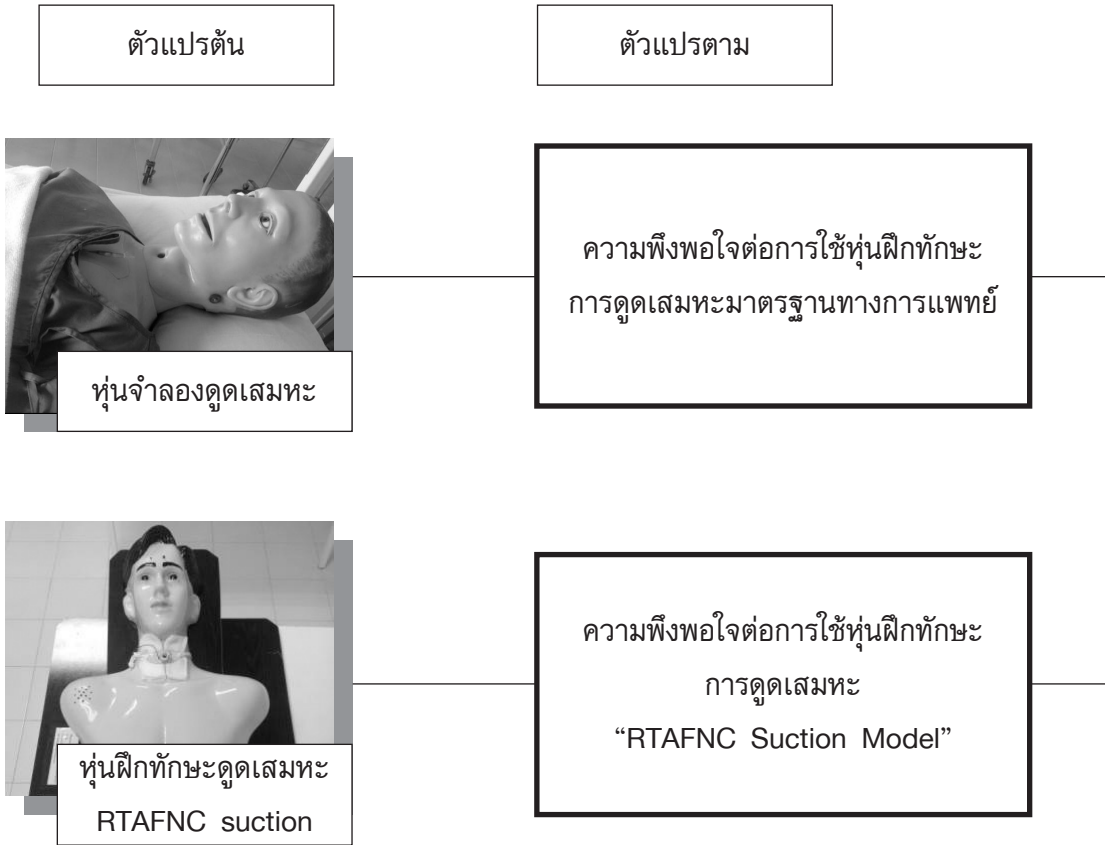 ตัวแปรต้น
ตัวแปรตาม
หุ่นจำลองดูดเสมหะ
ความพึงพอใจต่อการใช้หุ่นฝึกทักษะ
การดูดเสมหะมาตรฐานทางการแพทย์
หุ่นฝึกทักษะดูดเสมหะ
RTAFNC suction
ความพึงพอใจต่อการใช้หุ่นฝึกทักษะ
การดูดเสมหะ
“RTAFNC Suction Model”